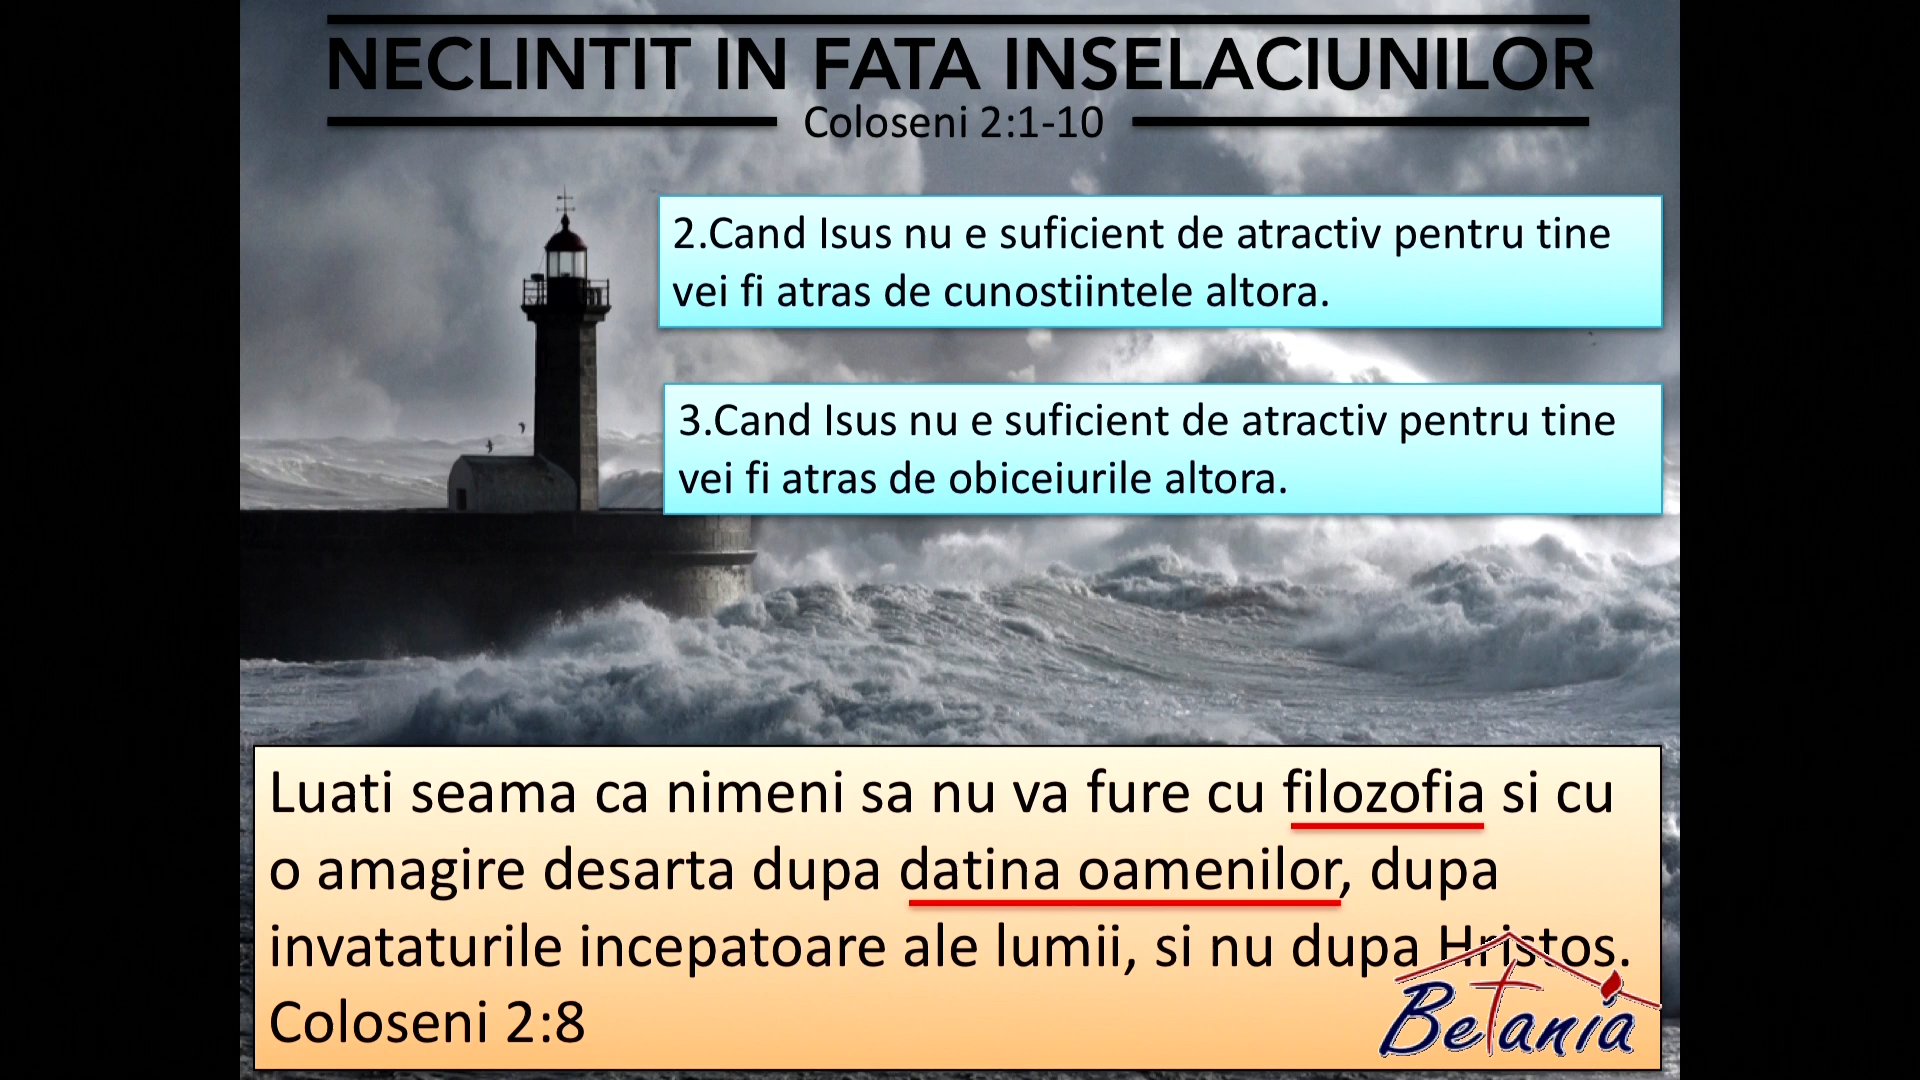 NECLINTIT IN FATA INSELACIUNILOR
Coloseni 2:1-10
2.Cand Isus nu e suficient de atractiv pentru tine
vei fi atras de cunostiintele altora.
3.Cand Isus nu e suficient de atractiv pentru tine
vei fi atras de obiceiurile altora.
Luati seama ca nimeni sa nu va fure cu filozofia si cu
o amagire desarta dupa datina oamenilor, dupa
invataturile incepatoare ale lumii, si nu dupa Hristos.
Coloseni 2:8
Betania